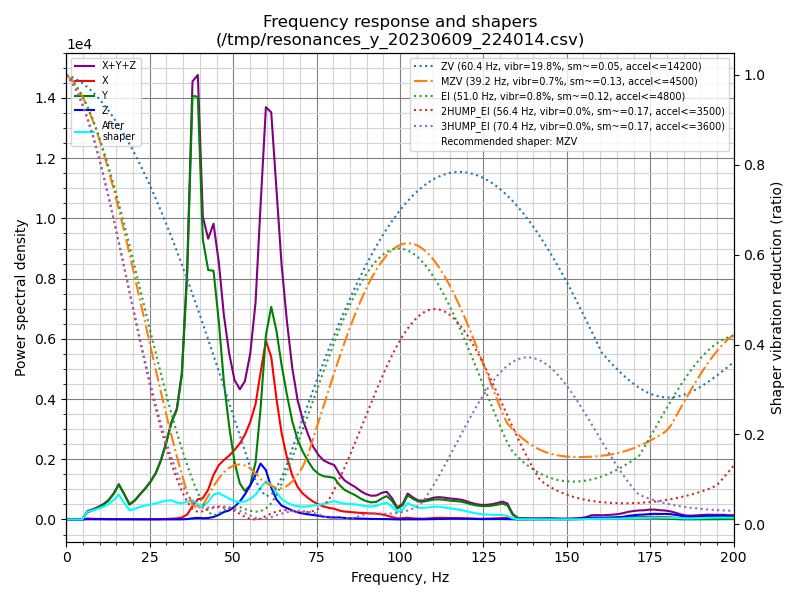 Frequency response and shapers
(/tmp/resonances_y_20230609_224014.csv)
1e4
X+Y+Z
X
Y
Z
After
shaper
ZV (60.4 Hz, vibr=19.8%, sm~=0.05, accel<=14200)
MZV (39.2 Hz, vibr=0.7%, sm~=0.13, accel<=4500)
EI (51.0 Hz, vibr=0.8%, sm~=0.12, accel<=4800)
2HUMP_EI (56.4 Hz, vibr=0.0%, sm~=0.17, accel<=3500)
3HUMP_EI (70.4 Hz, vibr=0.0%, sm~=0.17, accel<=3600)
Recommended shaper: MZV
Power spectral density
1.4
1.2
1.0
0.8
0.6
0.4
0.2
0.0
1.0
0.8
0.6
0.4
0.2
0.0
Shaper vibration reduction (ratio)
0 25 50 75 100 125 150 175 200
Frequency, Hz